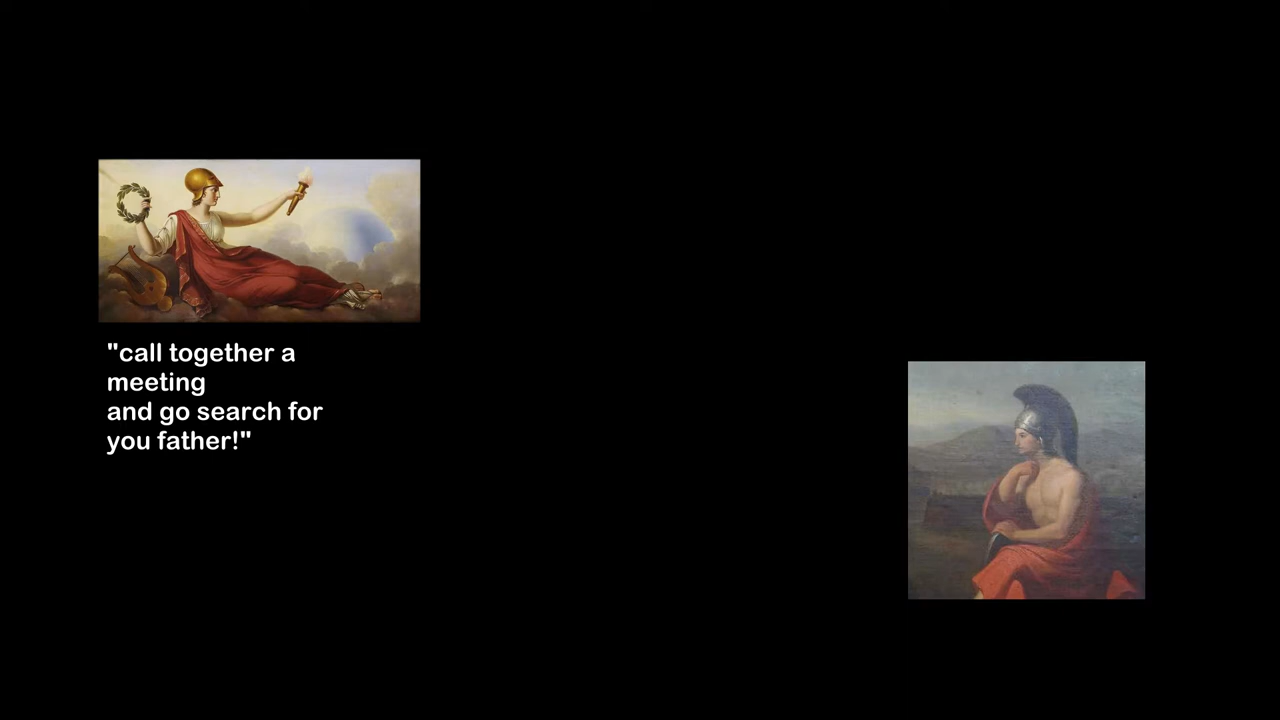 "call together a
meeting
and go search for
you father!"